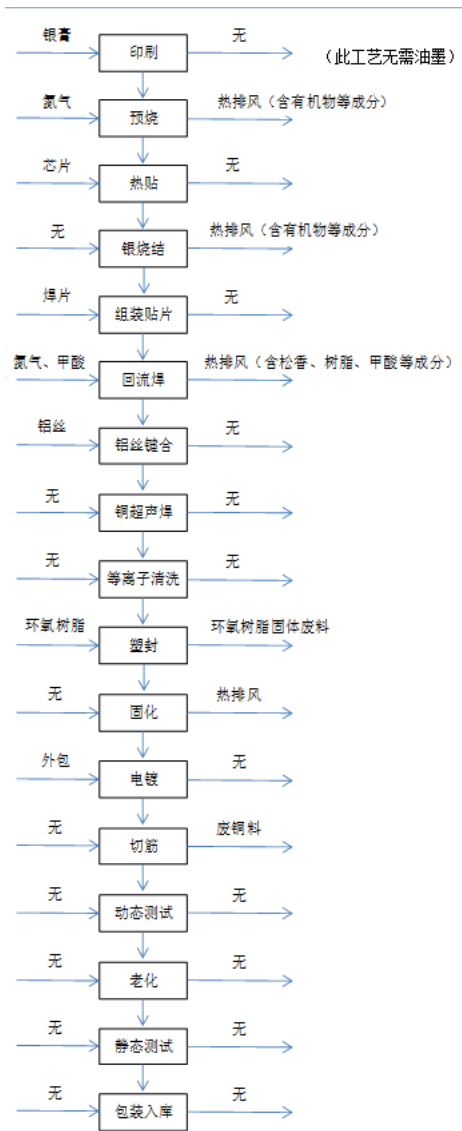 银膏 印刷 无 （此工艺无需油墨）
氮气 预烧 热排风（含有机物等成分）
芯片 热贴 无
无 银烧结 热排风（含有机物等成分）
焊片 组装贴片 无
氮气、甲酸 回流焊 热排风（含松香、树脂、甲酸等成分）
铝丝 铝丝键合 无
无 铜超声焊 无
无 等离子清洗 无
环氧树脂 塑封 环氧树脂固体废料
无 固化 热排风
外包 电镀 无
无 切筋 废铜料
无 动态测试 无
无 老化 无
无 静态测试 无
无 包装入库 无